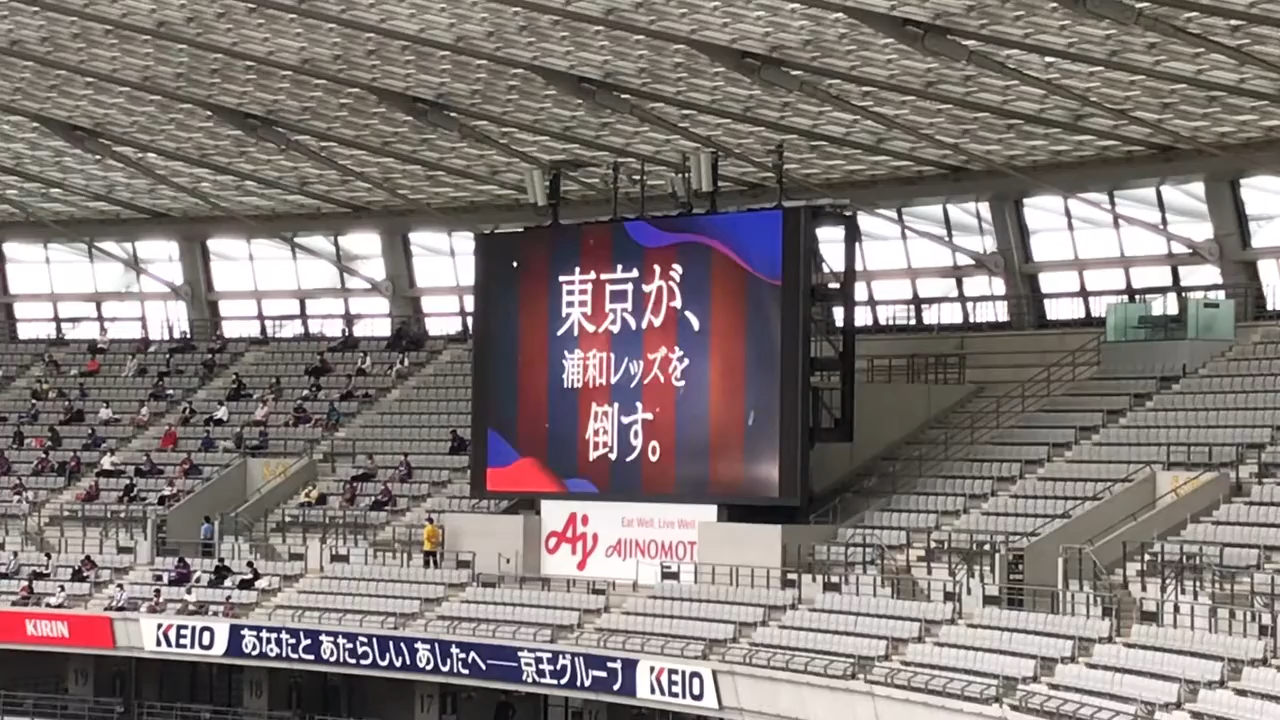 東京が、
浦和レッズを
倒す。
Eat Well, Live Well.
AJINOMOT
KIRIN
KEIO あなたと あたらしい あしたへ―京王グループ KEIO
19
18
17